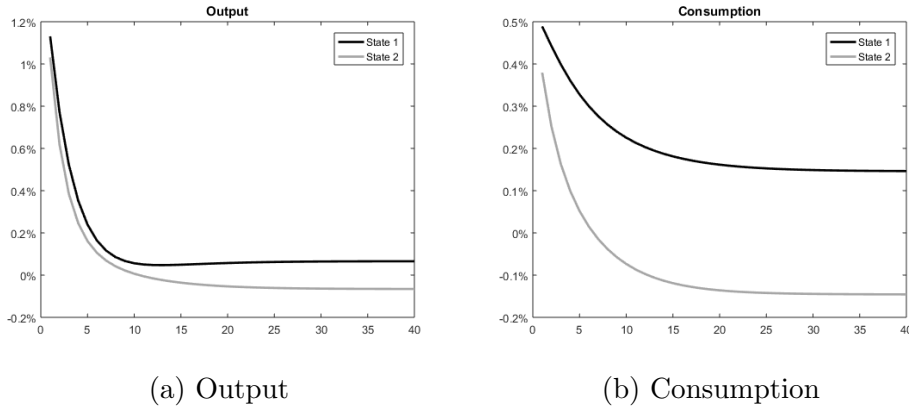 Output
1.2%
1%
0.8%
0.6%
0.4%
0.2%
0%
-0.2%
0 5 10 15 20 25 30 35 40
State 1
State 2
(a) Output
Consumption
0.5%
0.4%
0.3%
0.2%
0.1%
0%
-0.1%
-0.2%
0 5 10 15 20 25 30 35 40
State 1
State 2
(b) Consumption